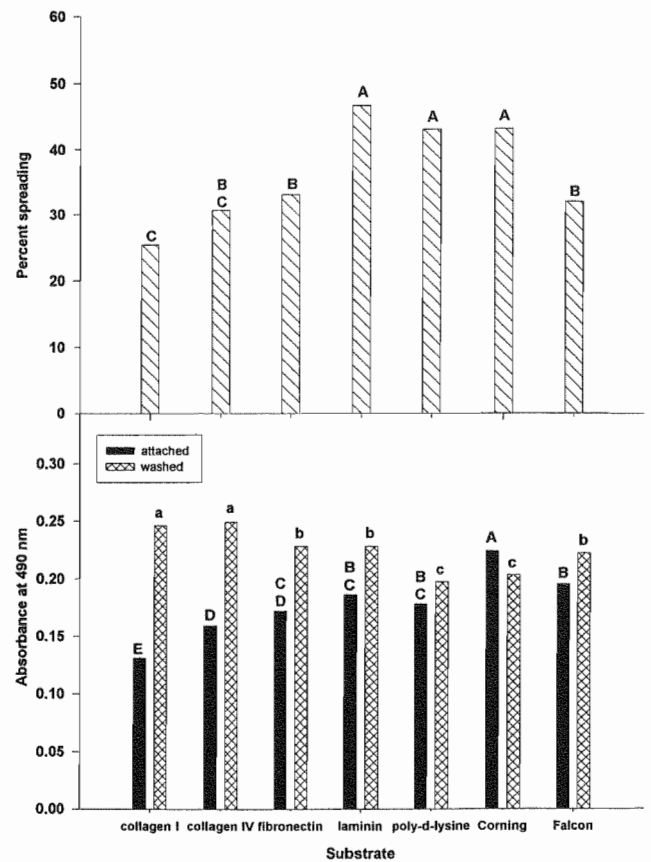 60
50
40
30
20
10
0
Percent spreading
C
B
C
B
A
A
A
B
attached
washed
0.30
0.25
0.20
0.15
0.10
0.05
0.00
Absorbance at 490 nm
E
a
D
a
C
D
b
B
C
b
B
C
c
A
c
B
b
collagen I collagen IV fibronectin laminin poly-d-lysine Corning Falcon
Substrate